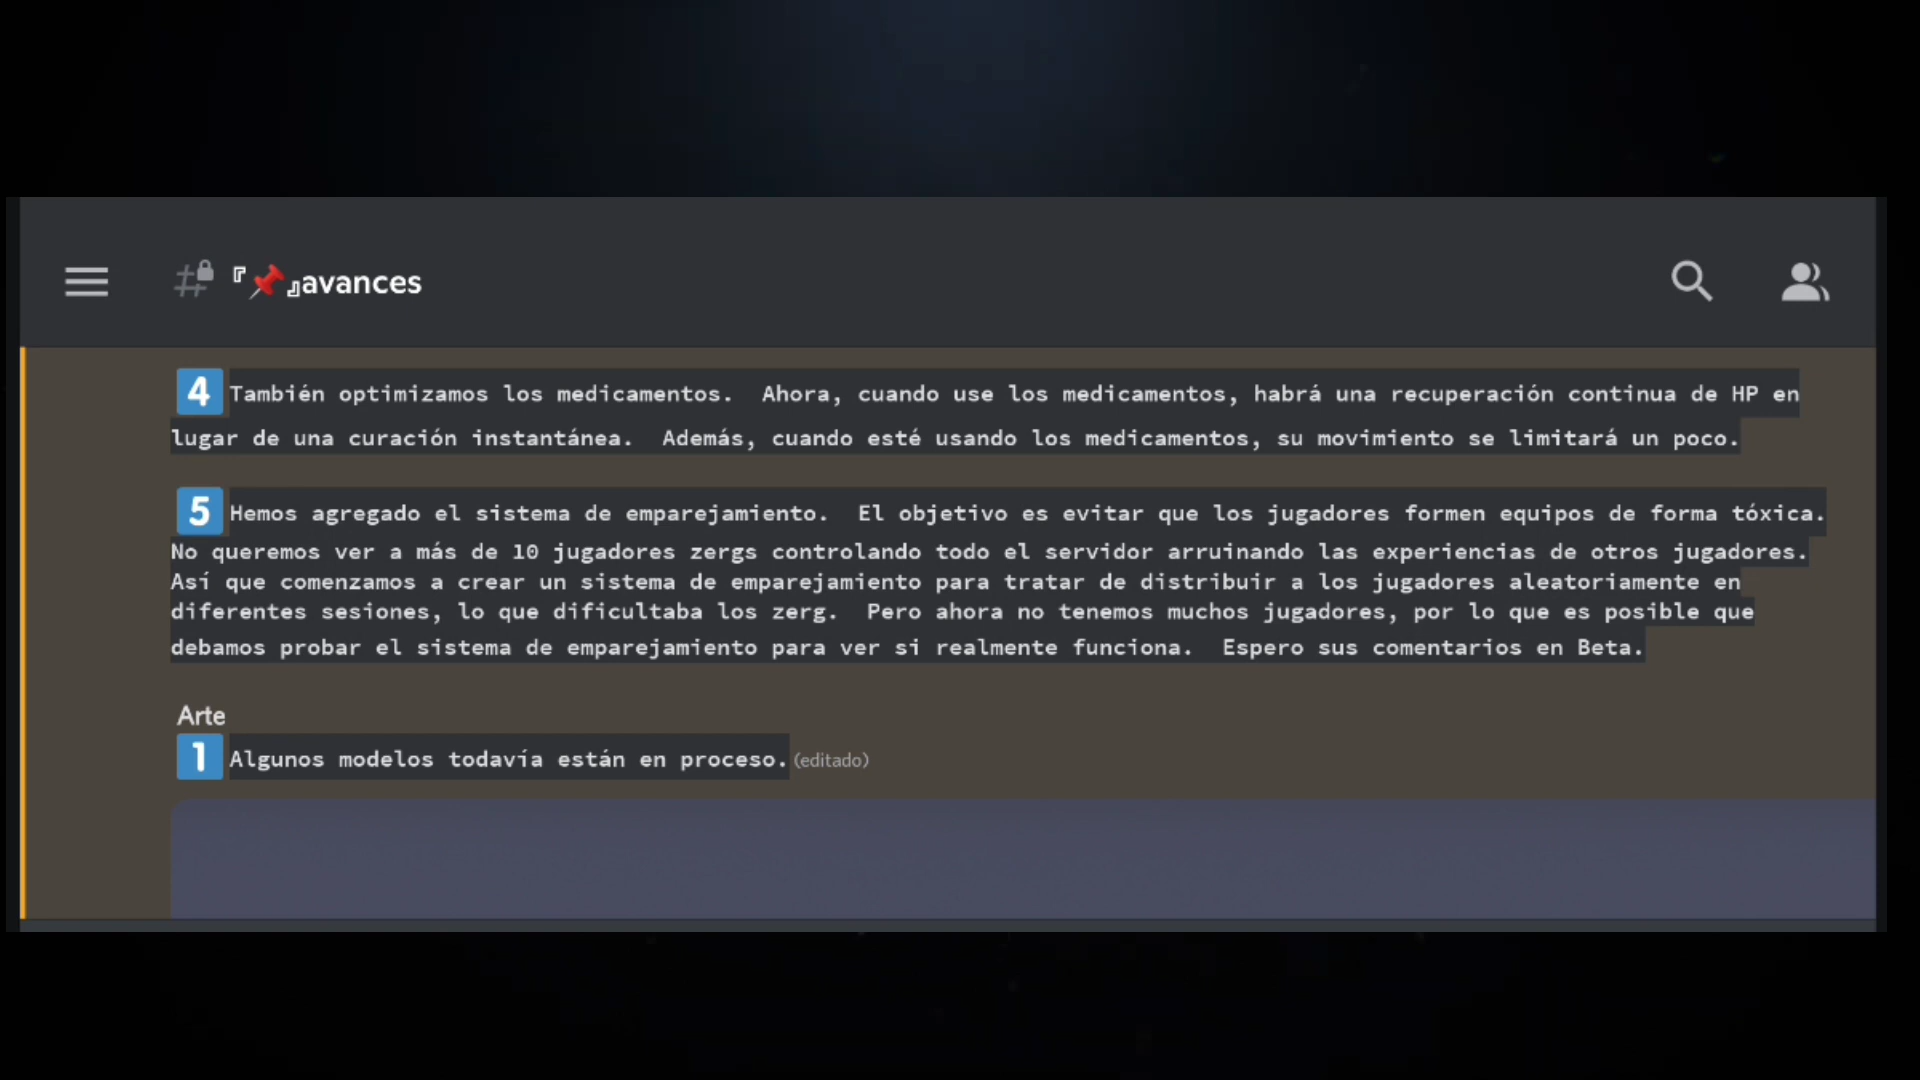 # 『📌』avances
4 También optimizamos los medicamentos.  Ahora, cuando use los medicamentos, habrá una recuperación continua de HP en
lugar de una curación instantánea.  Además, cuando esté usando los medicamentos, su movimiento se limitará un poco.
5 Hemos agregado el sistema de emparejamiento.  El objetivo es evitar que los jugadores formen equipos de forma tóxica.
No queremos ver a más de 10 jugadores zergs controlando todo el servidor arruinando las experiencias de otros jugadores.
Así que comenzamos a crear un sistema de emparejamiento para tratar de distribuir a los jugadores aleatoriamente en
diferentes sesiones, lo que dificultaba los zerg.  Pero ahora no tenemos muchos jugadores, por lo que es posible que
debamos probar el sistema de emparejamiento para ver si realmente funciona.  Espero sus comentarios en Beta.
Arte
1 Algunos modelos todavía están en proceso. (editado)